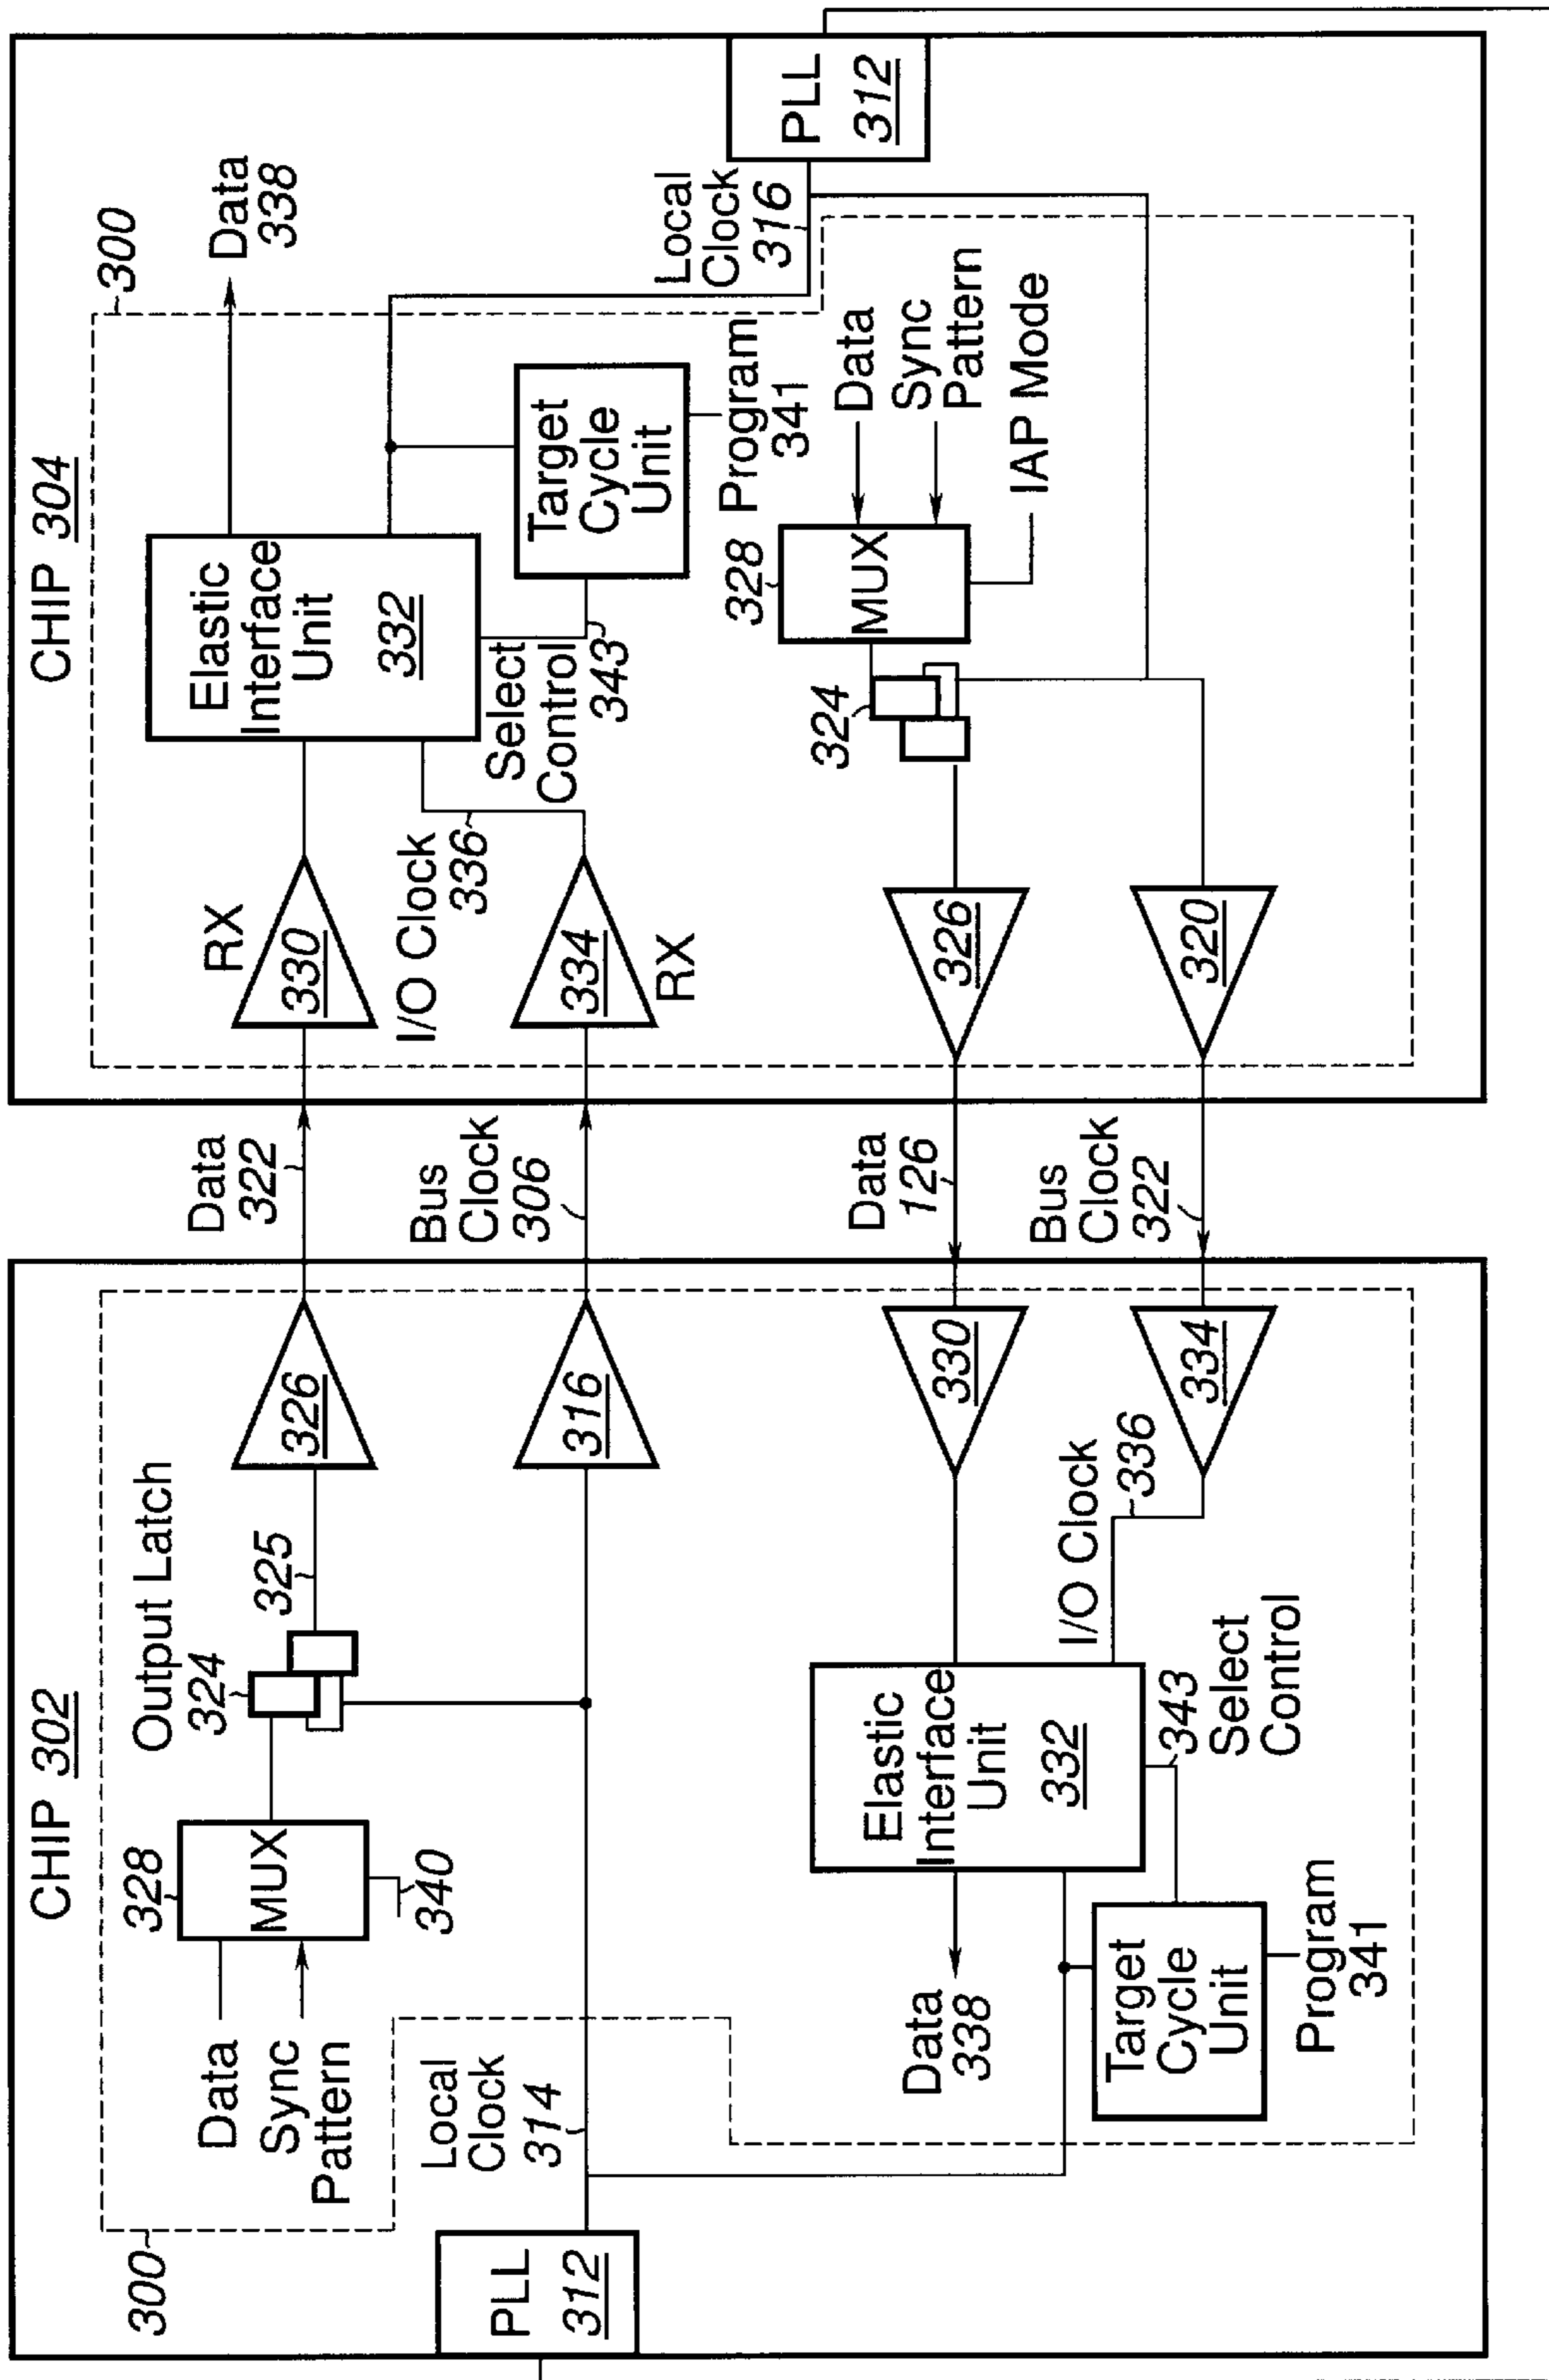 CHIP 302
300
Data
Sync
Pattern
328
MUX
340
Output Latch
324
325
326
PLL
312
Local
Clock
314
316
Data
338
Elastic
Interface
Unit
332
330
334
I/O Clock
336
343
Select
Control
Target
Cycle
Unit
Program
341
Data
322
Bus
Clock
306
Data
126
Bus
Clock
322
CHIP 304
300
RX
330
I/O Clock
336
334
RX
Elastic
Interface
Unit
332
Data
338
Select
Control
343
Target
Cycle
Unit
Program
341
Local
Clock
316
PLL
312
326
324
328
MUX
Data
Sync
Pattern
IAP Mode
320